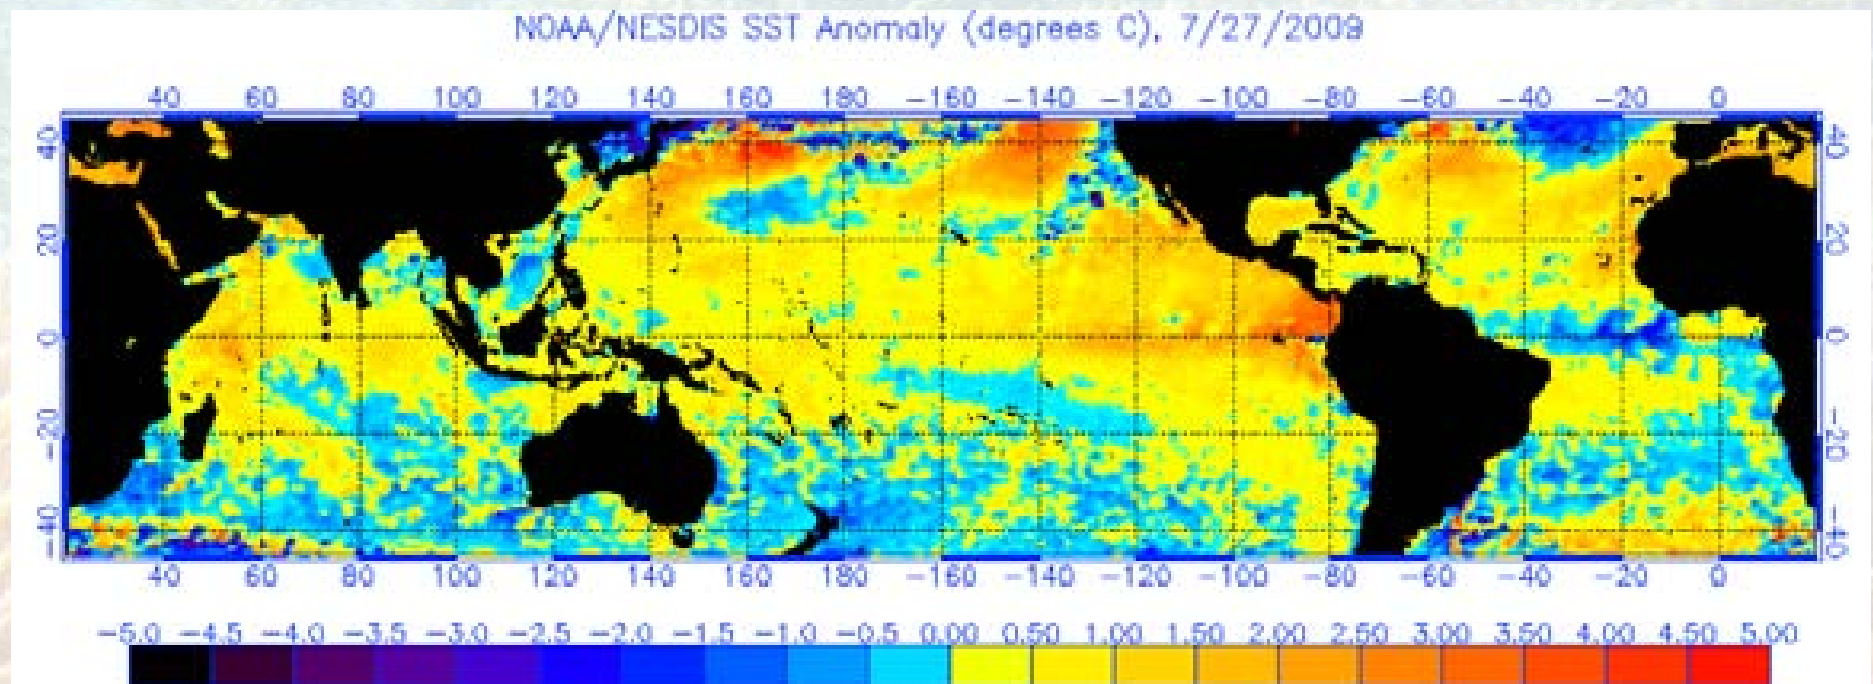 NOAA/NESDIS SST Anomaly (degrees C), 7/27/2009
40 60 80 100 120 140 160 180 -160 -140 -120 -100 -80 -60 -40 -20 0
40 40
20 20
0 0
-20 -20
-40 -40
40 60 80 100 120 140 160 180 -160 -140 -120 -100 -80 -60 -40 -20 0
-5.0 -4.5 -4.0 -3.5 -3.0 -2.5 -2.0 -1.5 -1.0 -0.5 0.00 0.50 1.00 1.50 2.00 2.50 3.00 3.50 4.00 4.50 5.00